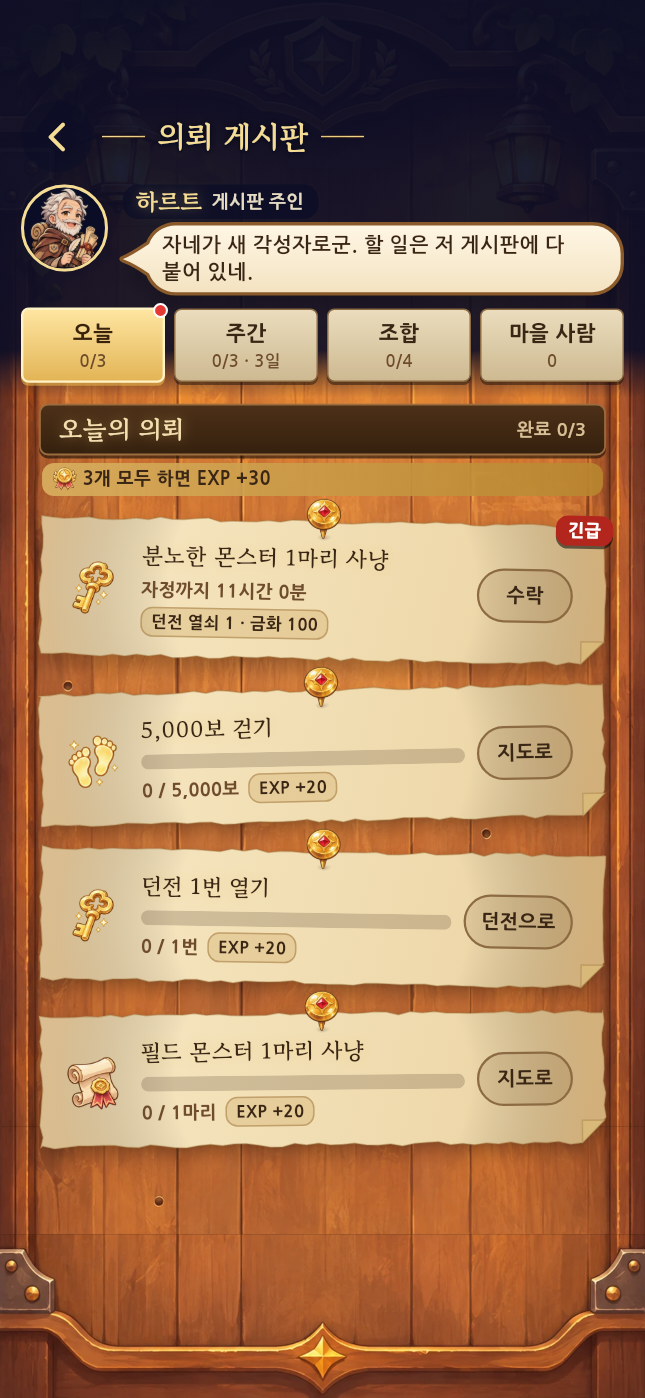 의뢰 게시판
하르트 게시판 주인
자네가 새 각성자로군. 할 일은 저 게시판에 다
붙어 있네.
오늘
0/3
주간
0/3 · 3일
조합
0/4
마을 사람
0
오늘의 의뢰
완료 0/3
3개 모두 하면 EXP +30
긴급
분노한 몬스터 1마리 사냥
자정까지 11시간 0분
던전 열쇠 1 · 금화 100
수락
5,000보 걷기
0 / 5,000보
EXP +20
지도로
던전 1번 열기
0 / 1번
EXP +20
던전으로
필드 몬스터 1마리 사냥
0 / 1마리
EXP +20
지도로